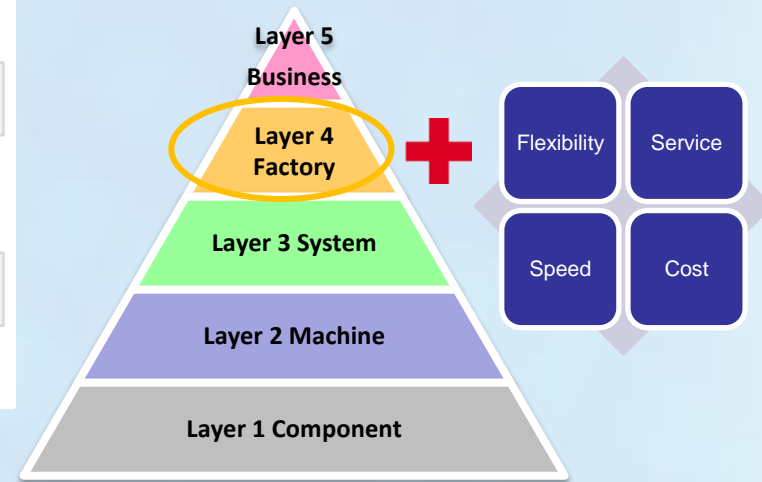 Layer 5
Business
Layer 4
Factory
Layer 3 System
Layer 2 Machine
Layer 1 Component
Flexibility
Service
Speed
Cost